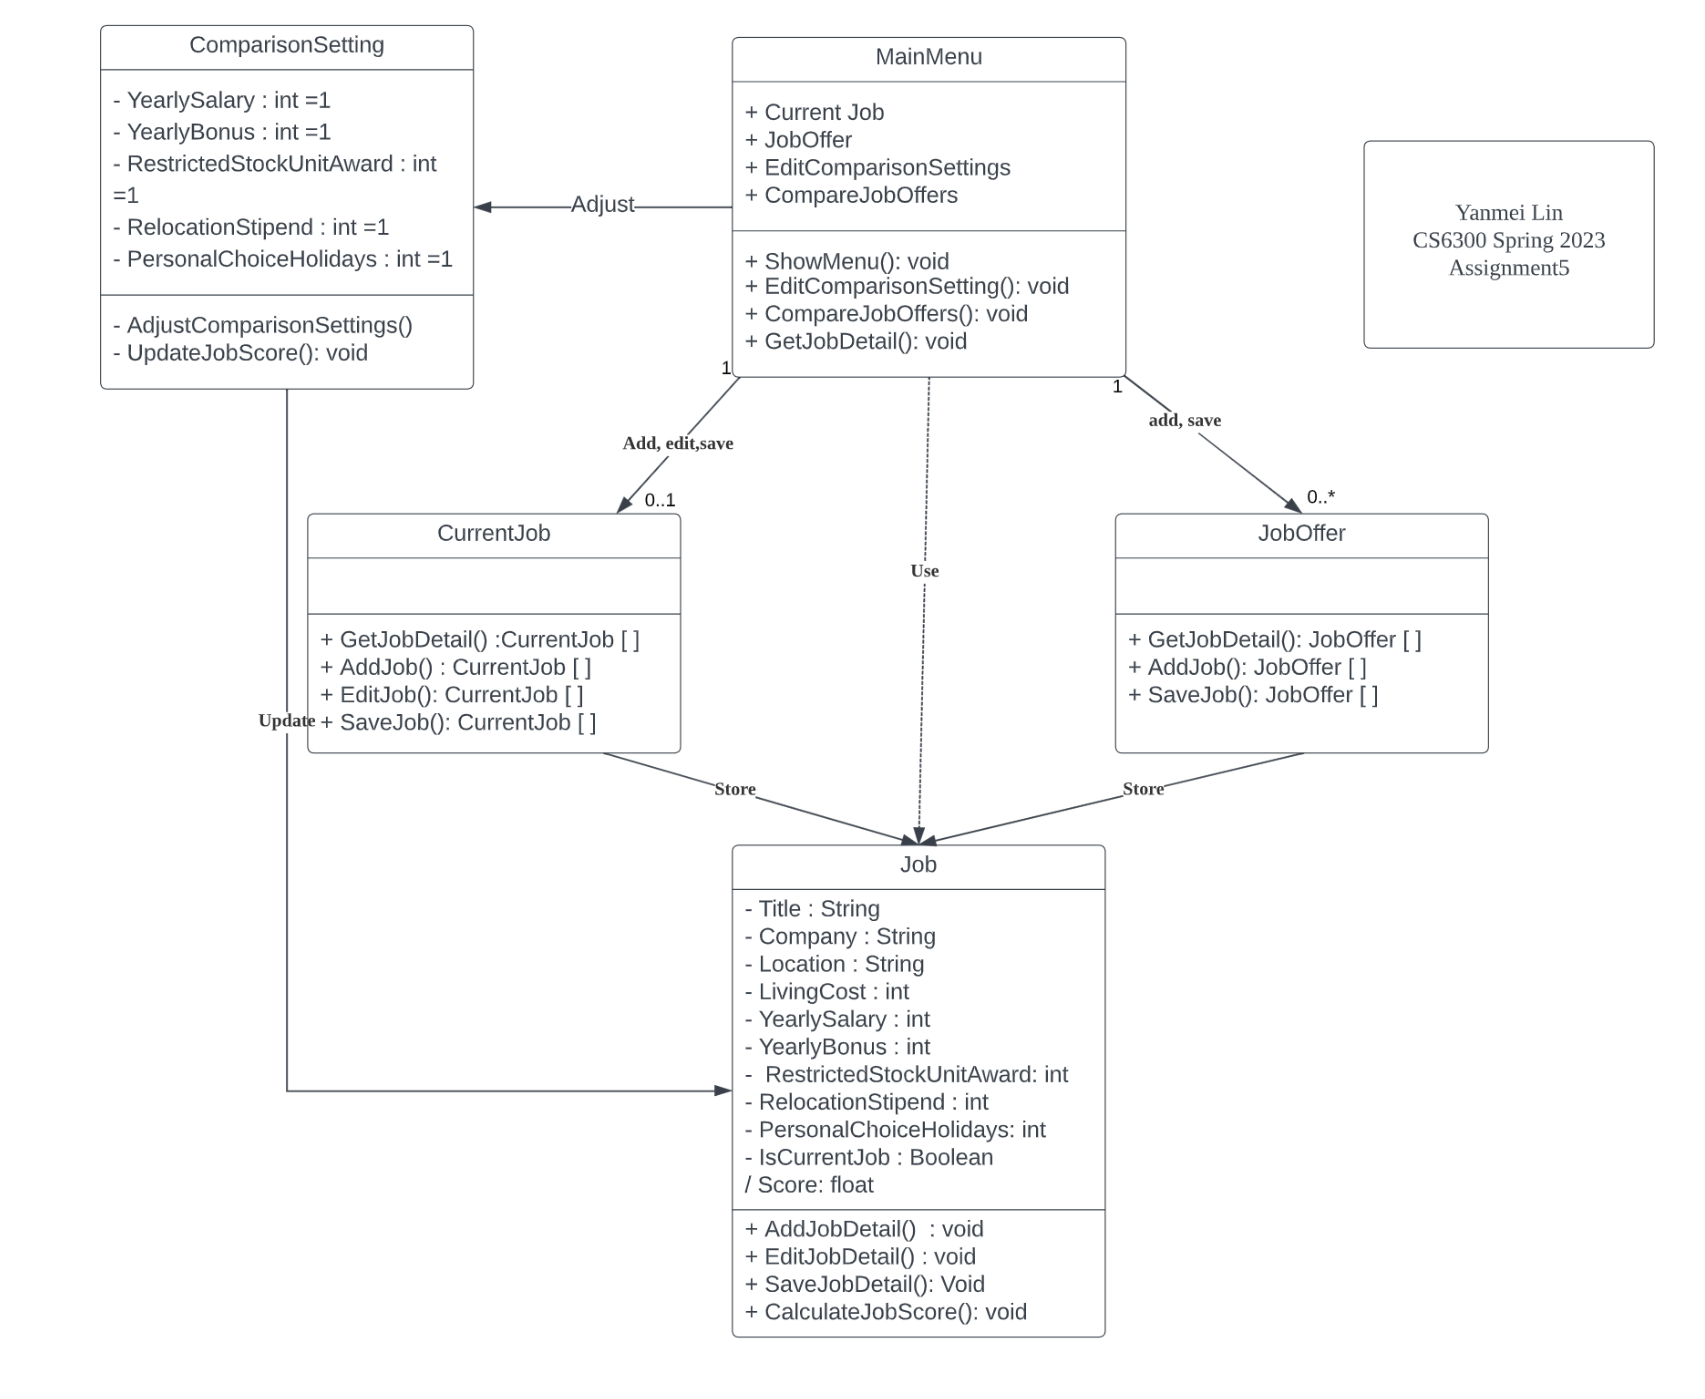 ComparisonSetting
- YearlySalary : int =1
- YearlyBonus : int =1
- RestrictedStockUnitAward : int
=1
- RelocationStipend : int =1
- PersonalChoiceHolidays : int =1
- AdjustComparisonSettings()
- UpdateJobScore(): void
Adjust
MainMenu
+ Current Job
+ JobOffer
+ EditComparisonSettings
+ CompareJobOffers
+ ShowMenu(): void
+ EditComparisonSetting(): void
+ CompareJobOffers(): void
+ GetJobDetail(): void
Yanmei Lin
CS6300 Spring 2023
Assignment5
1
1
Add, edit,save
add, save
0..1
0..*
Use
CurrentJob
+ GetJobDetail() :CurrentJob [ ]
+ AddJob() : CurrentJob [ ]
+ EditJob(): CurrentJob [ ]
+ SaveJob(): CurrentJob [ ]
JobOffer
+ GetJobDetail(): JobOffer [ ]
+ AddJob(): JobOffer [ ]
+ SaveJob(): JobOffer [ ]
Update
Store
Store
Job
- Title : String
- Company : String
- Location : String
- LivingCost : int
- YearlySalary : int
- YearlyBonus : int
-  RestrictedStockUnitAward: int
- RelocationStipend : int
- PersonalChoiceHolidays: int
- IsCurrentJob : Boolean
/ Score: float
+ AddJobDetail()  : void
+ EditJobDetail() : void
+ SaveJobDetail(): Void
+ CalculateJobScore(): void